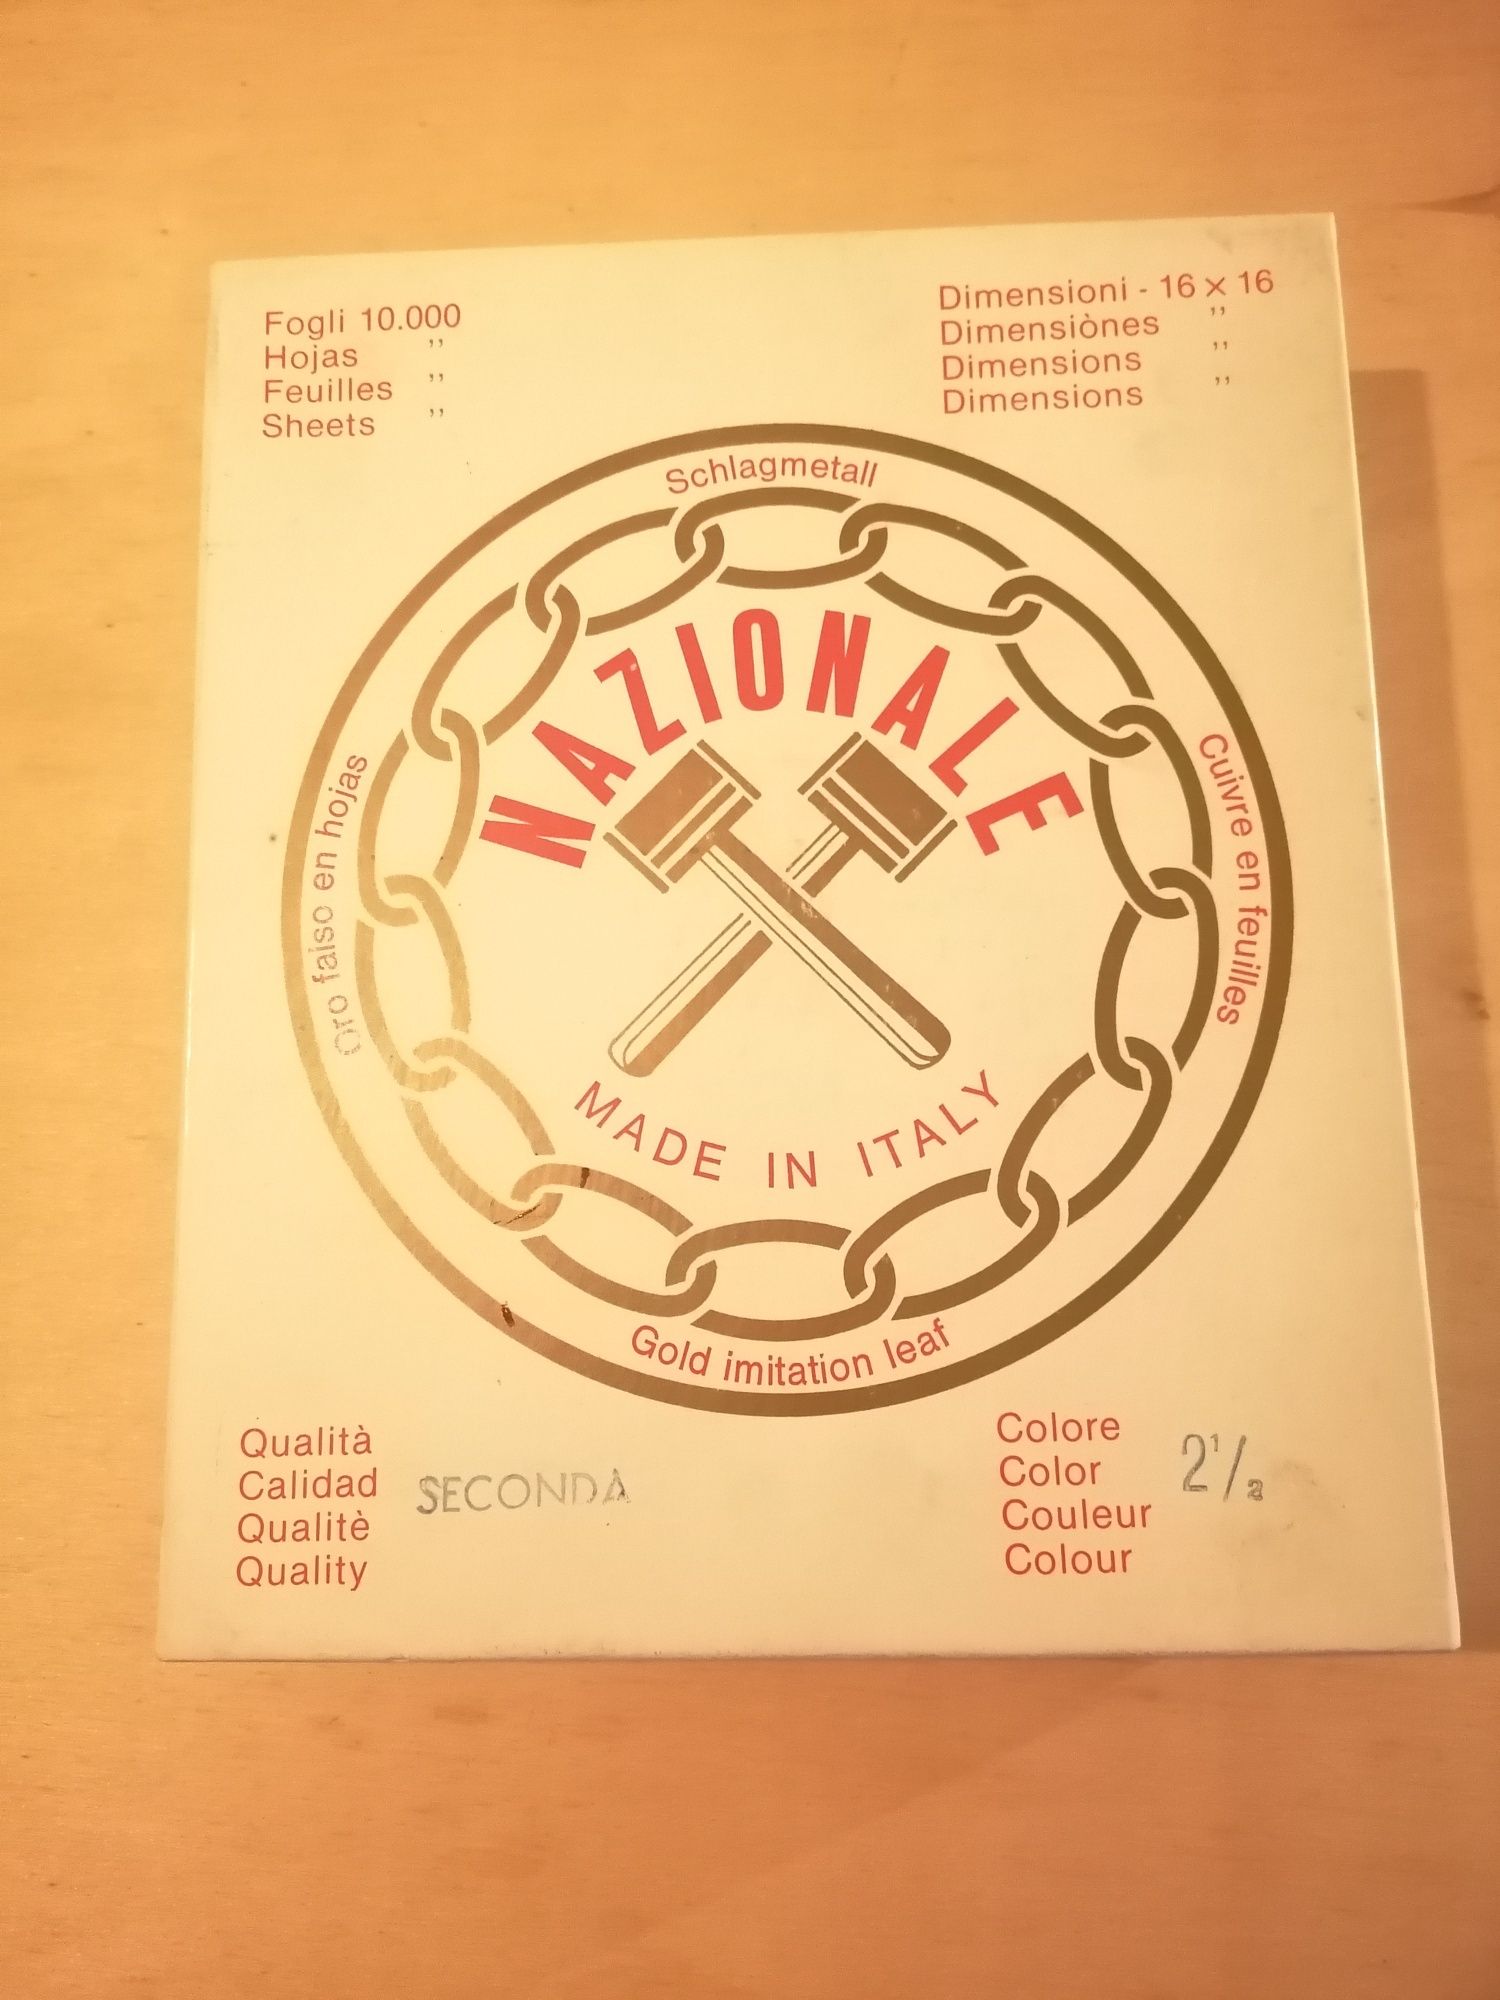 Fogli 10.000
Hojas ,,
Feuilles ,,
Sheets ,,
Dimensioni - 16 × 16
Dimensiònes ,,
Dimensions ,,
Dimensions ,,
Schlagmetall
Oro faiso en hojas
Cuivre en feuilles
NAZIONALE
MADE IN ITALY
Gold imitation leaf
Qualità
Calidad
Qualitè
Quality
SECONDA
Colore
Color
Couleur
Colour
2 1/2